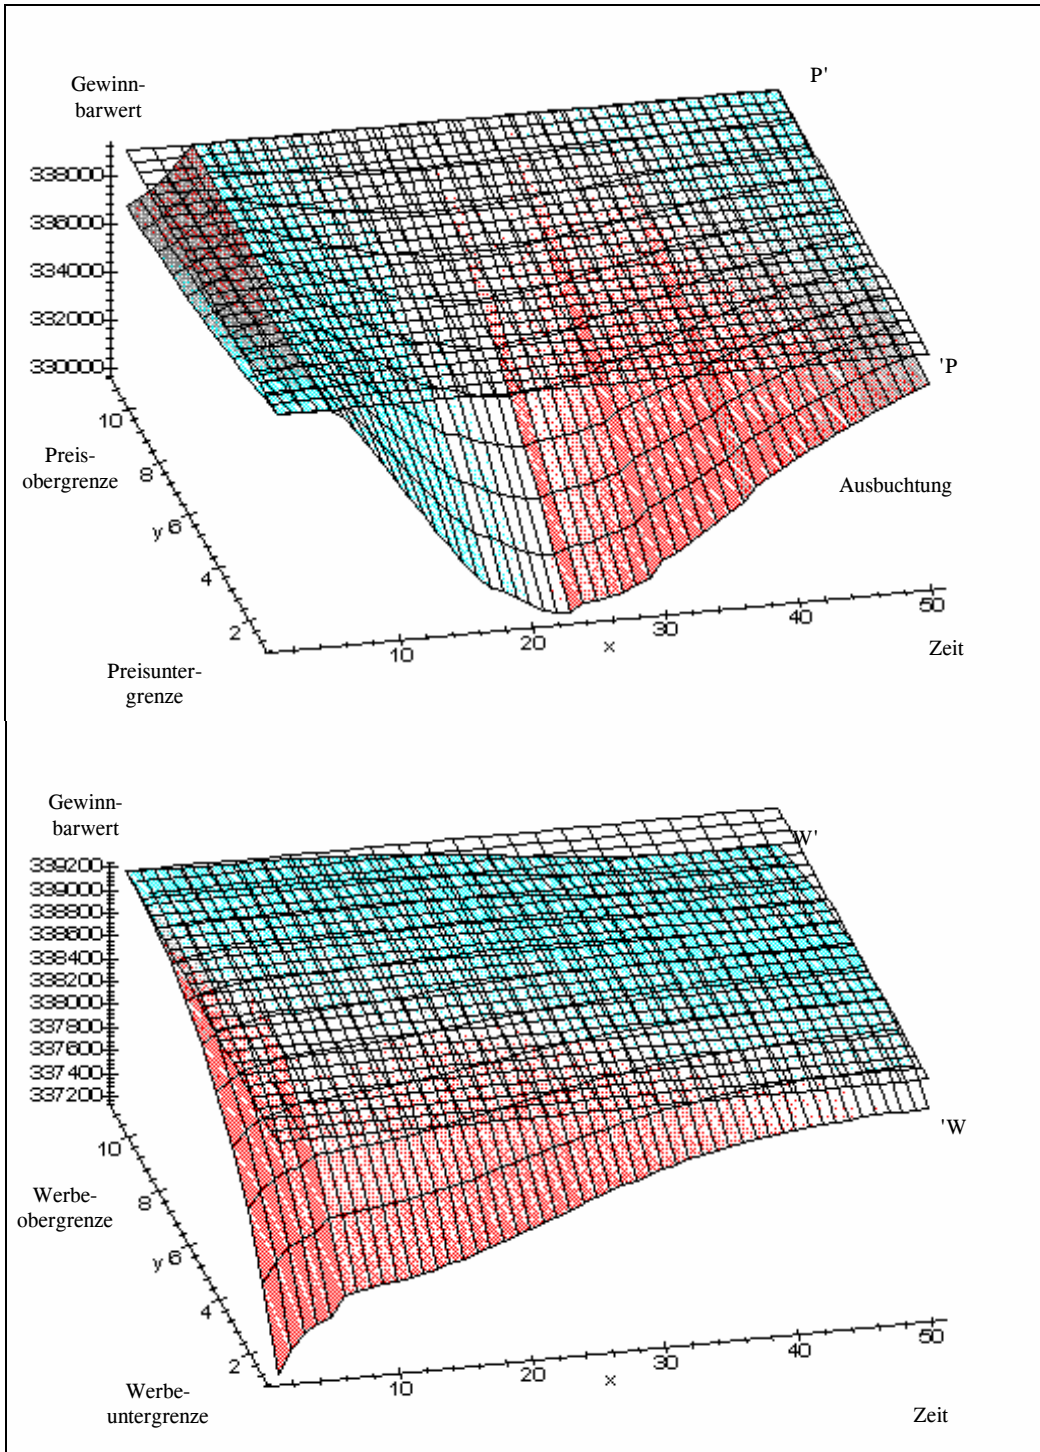 Gewinn-
barwert
P'
338000
336000
334000
332000
330000
'P
10
Preis-
obergrenze
8
Ausbuchtung
y 6
4
2
10
20
x
30
40
50
Zeit
Preisunter-
grenze
Gewinn-
barwert
W'
339200
339000
338800
338600
338400
338200
338000
337800
337600
337400
337200
'W
10
Werbe-
obergrenze
8
y 6
4
2
10
20
x
30
40
50
Werbe-
untergrenze
Zeit